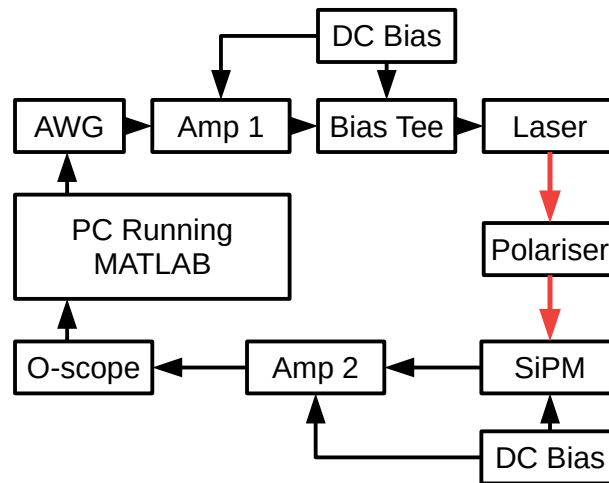 DC Bias
AWG
Amp 1
Bias Tee
Laser
PC Running
MATLAB
Polariser
O-scope
Amp 2
SiPM
DC Bias